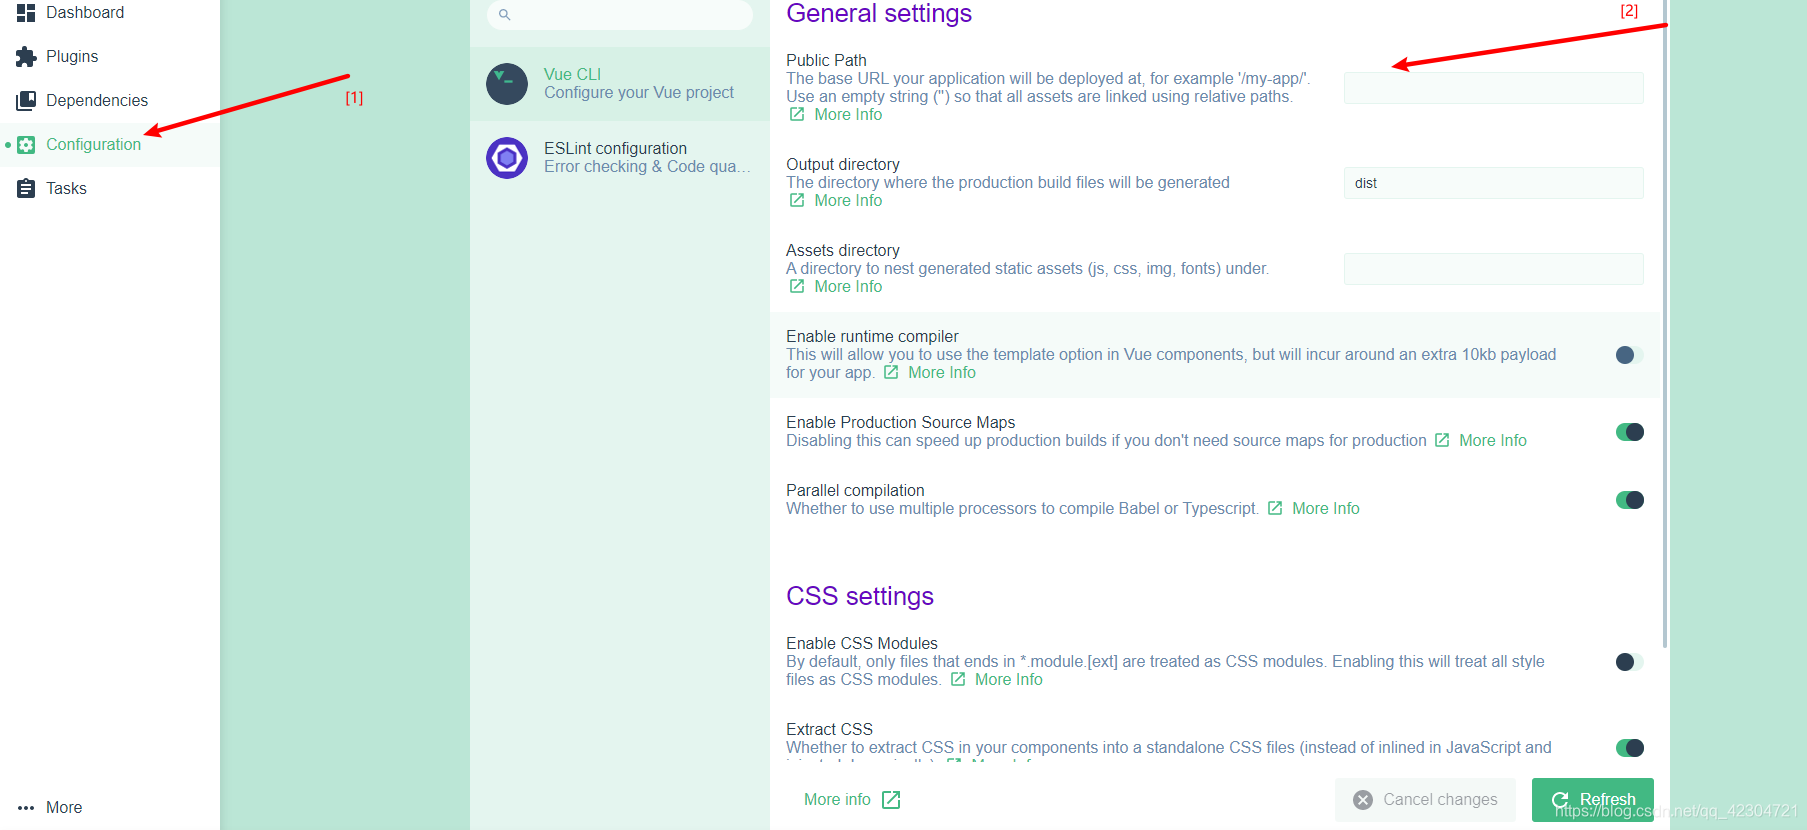 Dashboard
Plugins
Dependencies
Configuration
Tasks
More
[1]
Vue CLI
Configure your Vue project
ESLint configuration
Error checking & Code qua…
General settings
[2]
Public Path
The base URL your application will be deployed at, for example '/my-app/'.
Use an empty string ('') so that all assets are linked using relative paths.
More Info
Output directory
The directory where the production build files will be generated
More Info
dist
Assets directory
A directory to nest generated static assets (js, css, img, fonts) under.
More Info
Enable runtime compiler
This will allow you to use the template option in Vue components, but will incur around an extra 10kb payload
for your app. More Info
Enable Production Source Maps
Disabling this can speed up production builds if you don't need source maps for production More Info
Parallel compilation
Whether to use multiple processors to compile Babel or Typescript. More Info
CSS settings
Enable CSS Modules
By default, only files that ends in *.module.[ext] are treated as CSS modules. Enabling this will treat all style
files as CSS modules. More Info
Extract CSS
Whether to extract CSS in your components into a standalone CSS files (instead of inlined in JavaScript and
More info
Cancel changes
Refresh
https://blog.csdn.net/qq_42304721